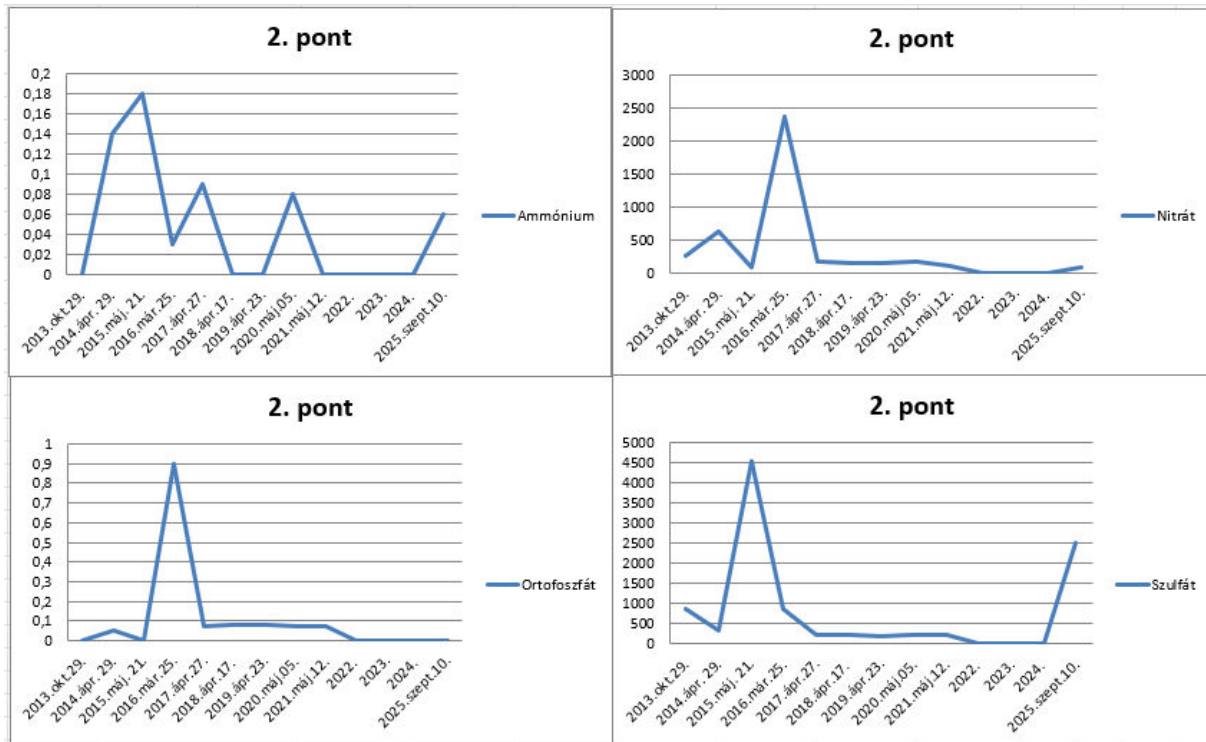 2. pont
0,2
0,18
0,16
0,14
0,12
0,1
0,08
0,06
0,04
0,02
0
Ammónium
2013.okt.29.
2014.ápr. 29.
2015.máj. 21.
2016.már.25.
2017.ápr.27.
2018.ápr.17.
2019.ápr.23.
2020.máj.05.
2021.máj.12.
2022.
2023.
2024.
2025.szept.10.
2. pont
3000
2500
2000
1500
1000
500
0
Nitrát
2013.okt.29.
2014.ápr. 29.
2015.máj. 21.
2016.már.25.
2017.ápr.27.
2018.ápr.17.
2019.ápr.23.
2020.máj.05.
2021.máj.12.
2022.
2023.
2024.
2025.szept.10.
2. pont
1
0,9
0,8
0,7
0,6
0,5
0,4
0,3
0,2
0,1
0
Ortofoszfát
2013.okt.29.
2014.ápr. 29.
2015.máj. 21.
2016.már.25.
2017.ápr.27.
2018.ápr.17.
2019.ápr.23.
2020.máj.05.
2021.máj.12.
2022.
2023.
2024.
2025.szept.10.
2. pont
5000
4500
4000
3500
3000
2500
2000
1500
1000
500
0
Szulfát
2013.okt.29.
2014.ápr. 29.
2015.máj. 21.
2016.már.25.
2017.ápr.27.
2018.ápr.17.
2019.ápr.23.
2020.máj.05.
2021.máj.12.
2022.
2023.
2024.
2025.szept.10.